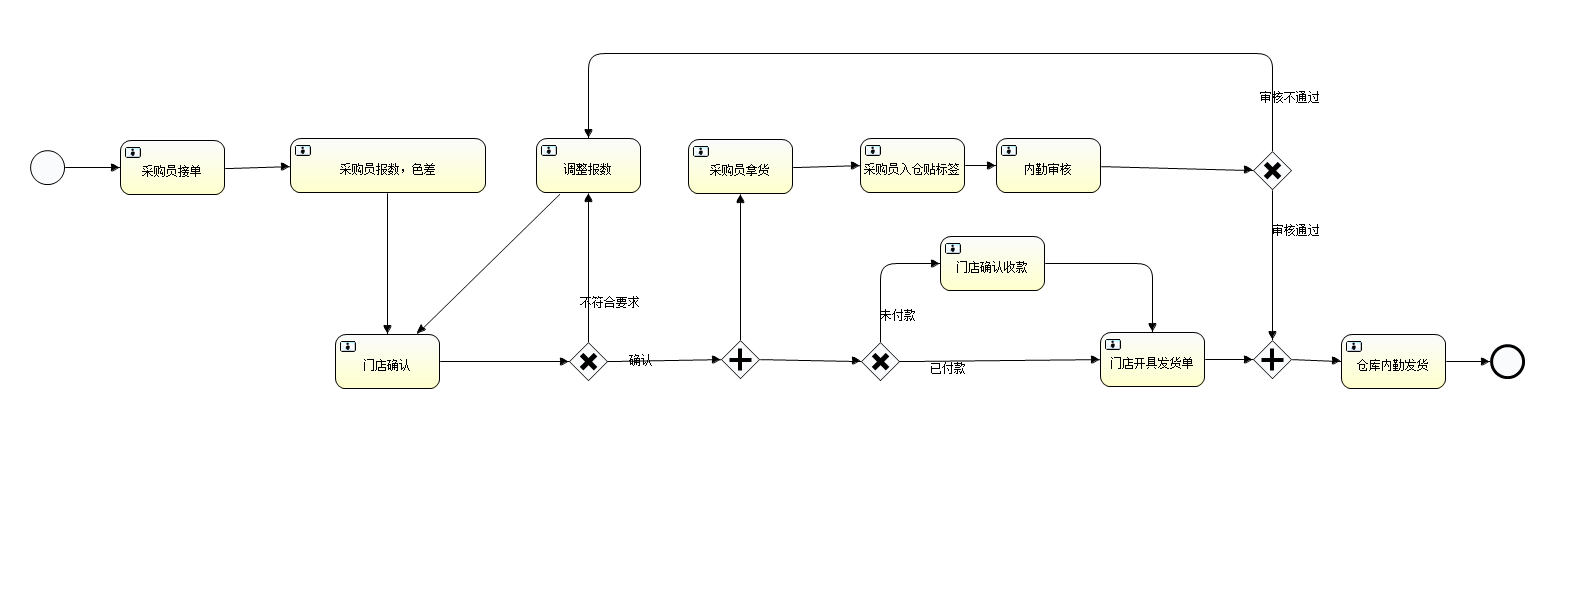 审核不通过
采购员接单
采购员报数，色差
调整报数
采购员拿货
采购员入仓贴标签
内勤审核
审核通过
门店确认收款
不符合要求
未付款
门店确认
确认
已付款
门店开具发货单
仓库内勤发货